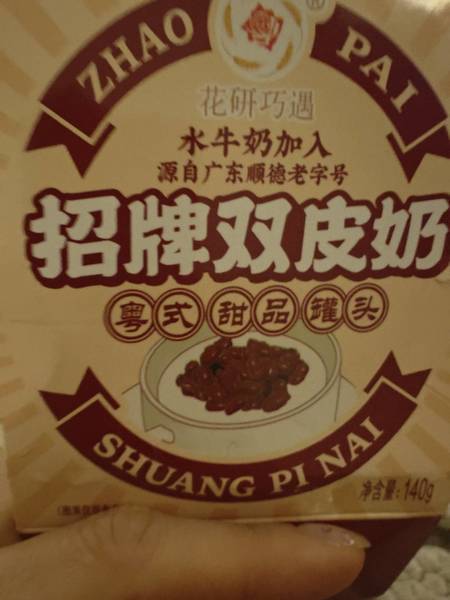 ®
ZHAO PAI
花研巧遇
水牛奶加入
源自广东顺德老字号
招牌双皮奶
粤式甜品罐头
SHUANG PI NAI
净含量: 140g